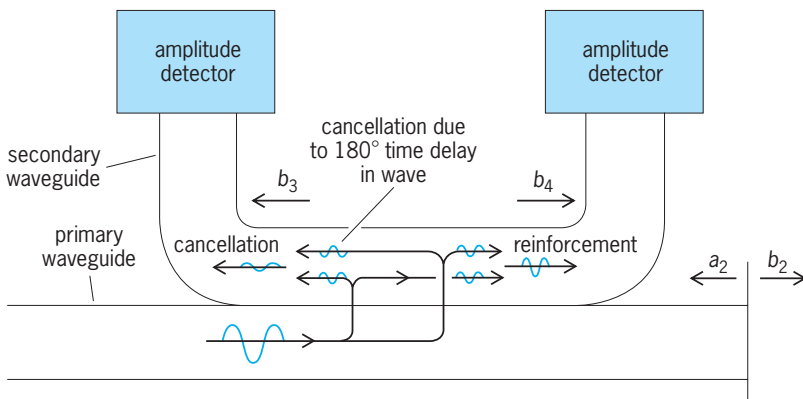 amplitude
detector
amplitude
detector
cancellation due
to 180° time delay
in wave
secondary
waveguide
b3
b4
primary
waveguide
cancellation
reinforcement
a2
b2